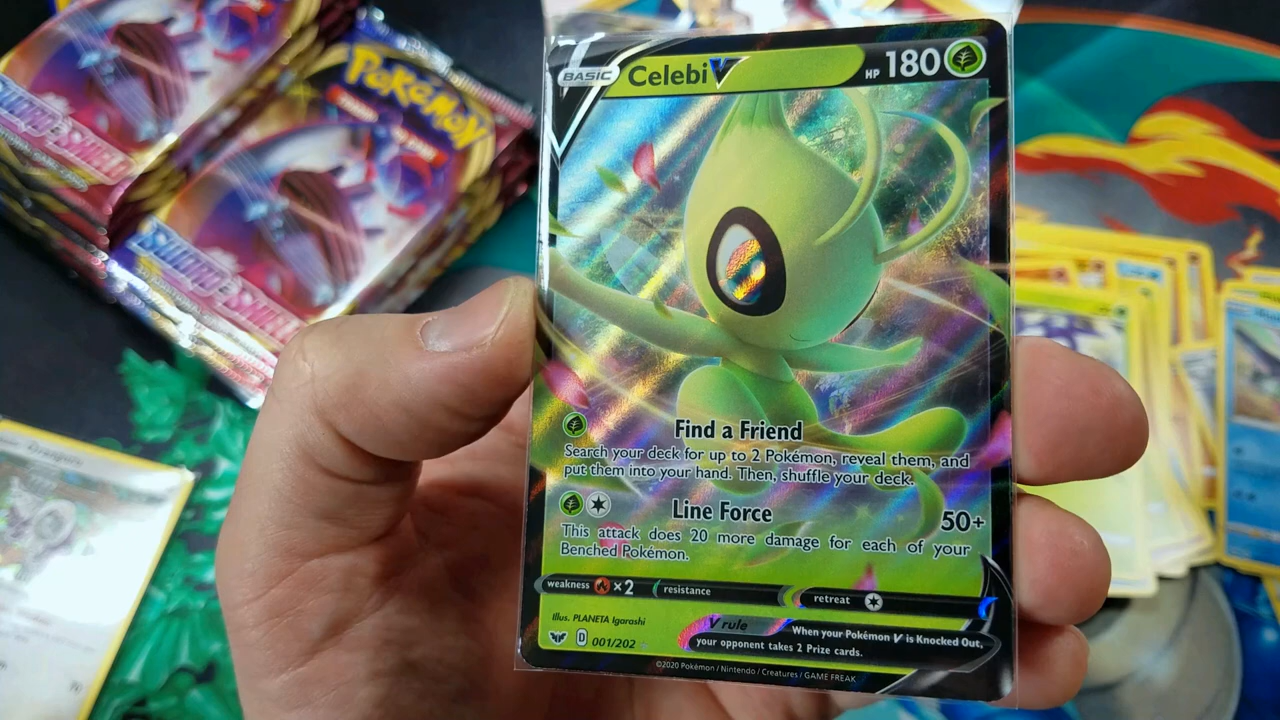 Pokémon
BASIC
Celebi V
HP 180
Find a Friend
Search your deck for up to 2 Pokémon, reveal them, and
put them into your hand. Then, shuffle your deck.
Line Force
50+
This attack does 20 more damage for each of your
Benched Pokémon.
weakness ×2 resistance retreat
Illus. PLANETA Igarashi
D 001/202
V rule
When your Pokémon V is Knocked Out,
your opponent takes 2 Prize cards.
©2020 Pokémon / Nintendo / Creatures / GAME FREAK